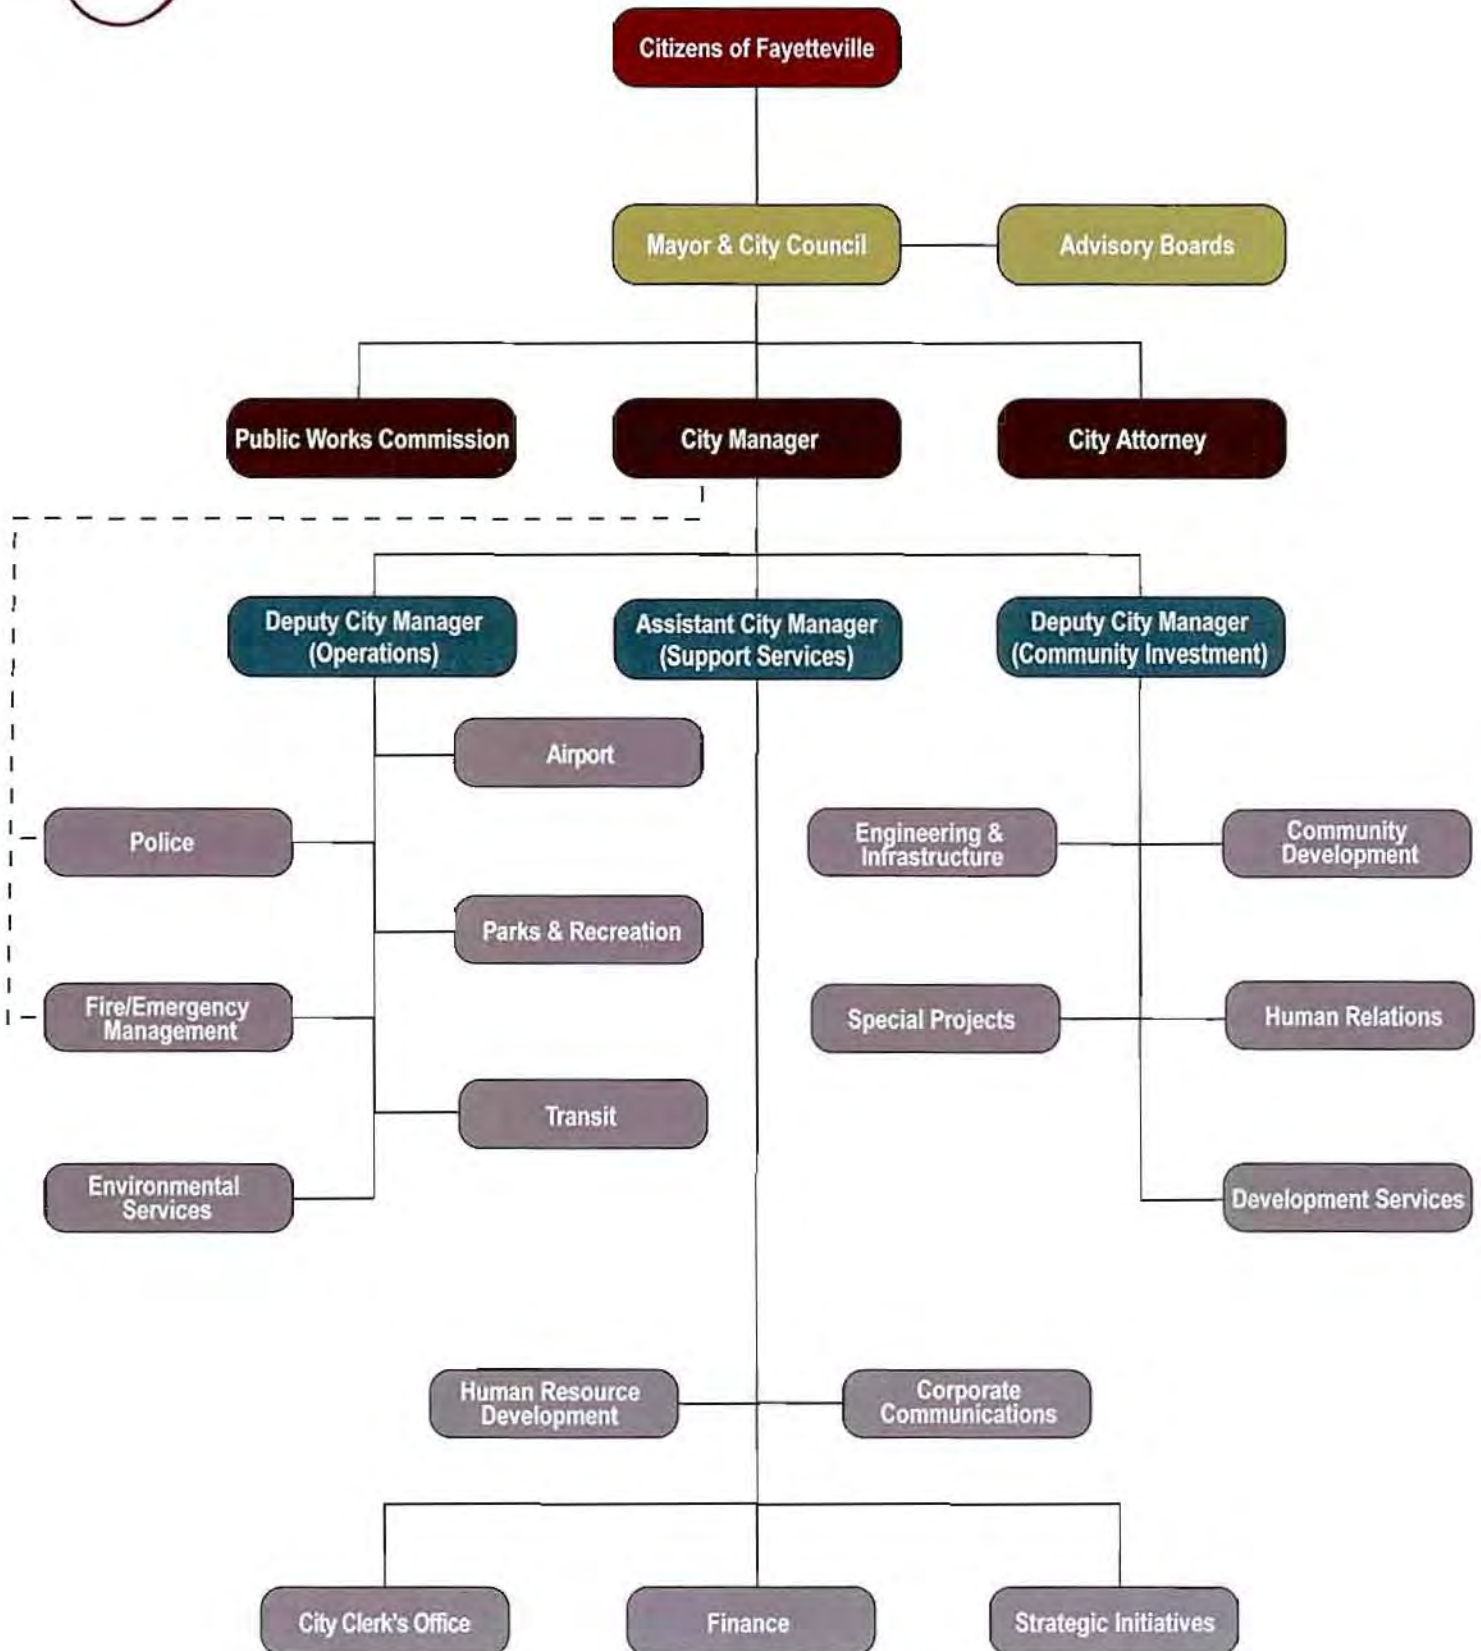 Citizens of Fayetteville
Mayor & City Council
Advisory Boards
Public Works Commission
City Manager
City Attorney
Deputy City Manager
(Operations)
Assistant City Manager
(Support Services)
Deputy City Manager
(Community Investment)
Airport
Police
Engineering &
Infrastructure
Community
Development
Parks & Recreation
Fire/Emergency
Management
Special Projects
Human Relations
Transit
Environmental
Services
Development Services
Human Resource
Development
Corporate
Communications
City Clerk's Office
Finance
Strategic Initiatives